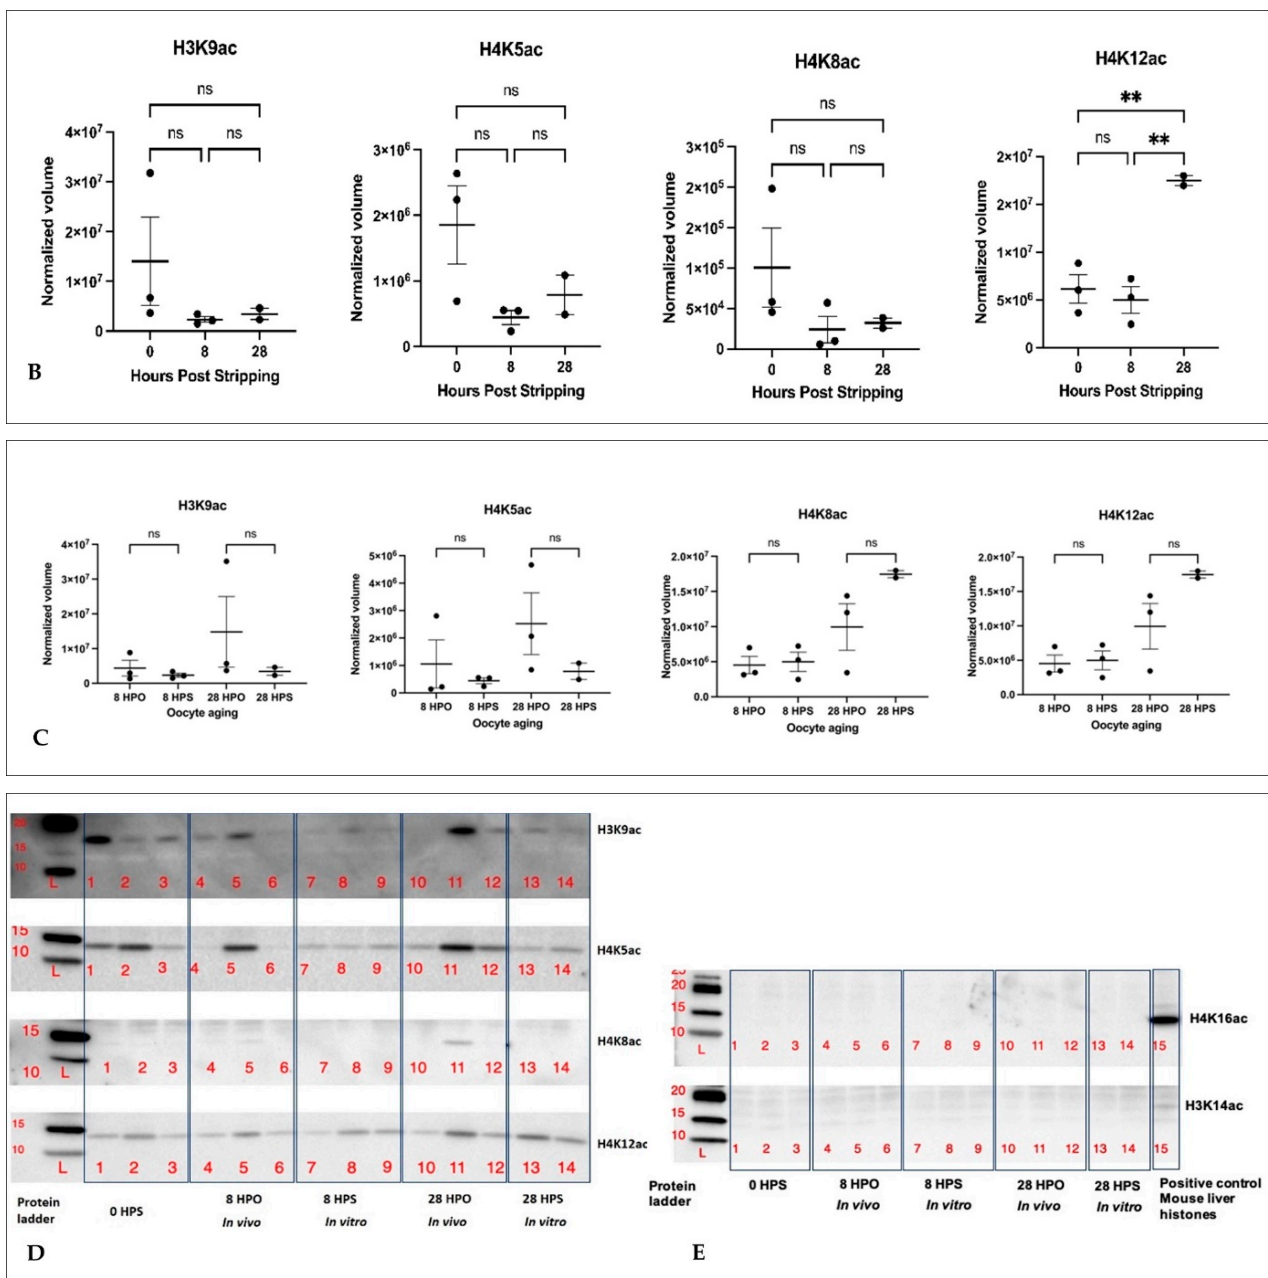 H3K9ac
H4K5ac
H4K8ac
H4K12ac
ns
ns ns
Normalized volume
4×10⁷
3×10⁷
2×10⁷
1×10⁷
0
0 8 28
Hours Post Stripping
ns
ns ns
Normalized volume
3×10⁶
2×10⁶
1×10⁶
0
0 8 28
Hours Post Stripping
ns
ns ns
Normalized volume
3×10⁵
2×10⁵
2×10⁵
1×10⁵
5×10⁴
0
0 8 28
Hours Post Stripping
**
ns **
Normalized volume
2×10⁷
2×10⁷
1×10⁷
5×10⁶
0
0 8 28
Hours Post Stripping
B
H3K9ac
ns ns
Normalized volume
4×10⁷
3×10⁷
2×10⁷
1×10⁷
0
8 HPO 8 HPS 28 HPO 28 HPS
Oocyte aging
H4K5ac
ns ns
Normalized volume
5×10⁶
4×10⁶
3×10⁶
2×10⁶
1×10⁶
0
8 HPO 8 HPS 28 HPO 28 HPS
Oocyte aging
H4K8ac
ns ns
Normalized volume
2.0×10⁷
1.5×10⁷
1.0×10⁷
5.0×10⁶
0.0
8 HPO 8 HPS 28 HPO 28 HPS
Oocyte aging
H4K12ac
ns ns
Normalized volume
2.0×10⁷
1.5×10⁷
1.0×10⁷
5.0×10⁶
0.0
8 HPO 8 HPS 28 HPO 28 HPS
Oocyte aging
C
20
15
10
L 1 2 3 4 5 6 7 8 9 10 11 12 13 14
H3K9ac
15
10
L 1 2 3 4 5 6 7 8 9 10 11 12 13 14
H4K5ac
15
10 L 1 2 3 4 5 6 7 8 9 10 11 12 13 14
H4K8ac
15
10
L 1 2 3 4 5 6 7 8 9 10 11 12 13 14
H4K12ac
Protein
ladder
0 HPS
8 HPO
In vivo
8 HPS
In vitro
28 HPO
In vivo
28 HPS
In vitro
D
25
20
15
10
L 1 2 3 4 5 6 7 8 9 10 11 12 13 14 15
H4K16ac
20
15
10
L 1 2 3 4 5 6 7 8 9 10 11 12 13 14 15
H3K14ac
Protein
ladder
0 HPS
8 HPO
In vivo
8 HPS
In vitro
28 HPO
In vivo
28 HPS
In vitro
Positive control
Mouse liver
histones
E